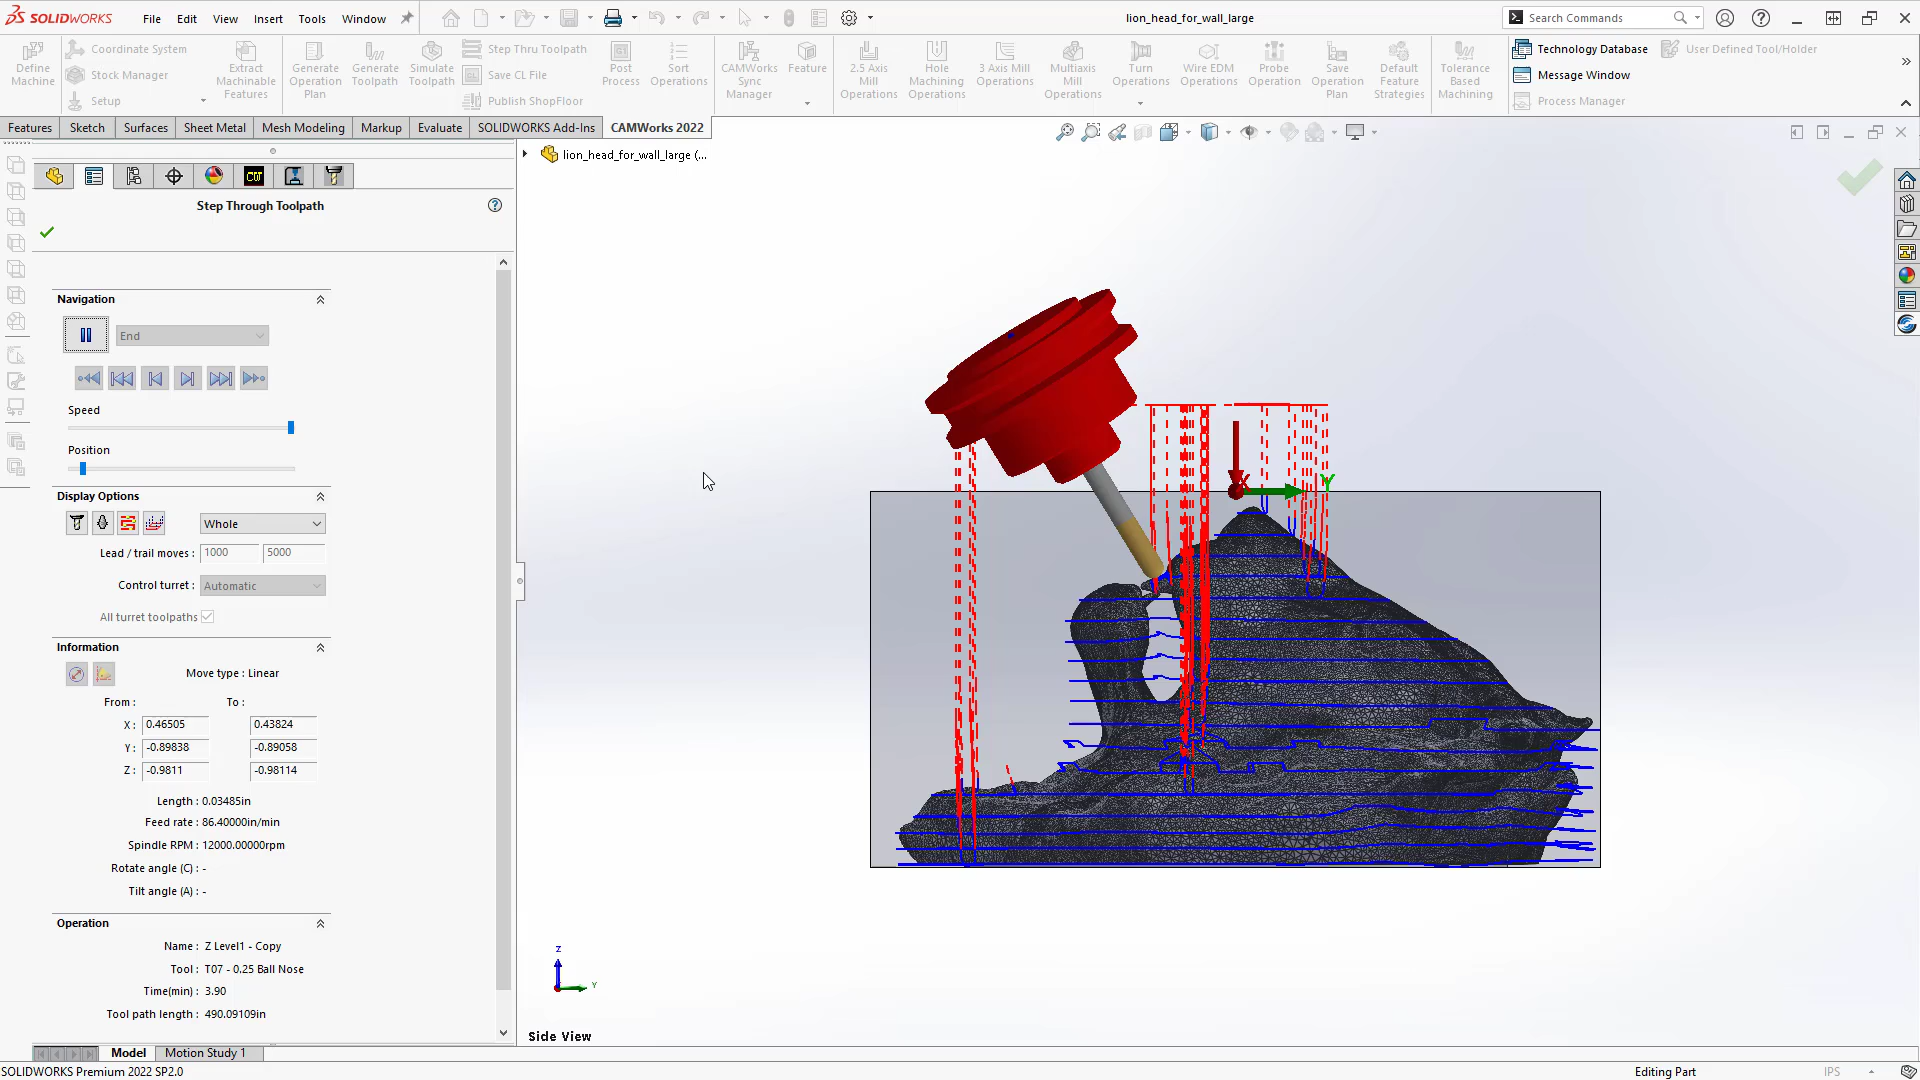 SOLIDWORKS File Edit View Insert Tools Window lion_head_for_wall_large Search Commands
Define Machine
Coordinate System
Stock Manager
Setup
Extract Machinable Features
Generate Operation Plan
Generate Toolpath
Simulate Toolpath
Step Thru Toolpath
Save CL File
Publish ShopFloor
Post Process
Sort Operations
CAMWorks Sync Manager
Feature
2.5 Axis Mill Operations
Hole Machining Operations
3 Axis Mill Operations
Multiaxis Mill Operations
Turn Operations
Wire EDM Operations
Probe Operation
Save Operation Plan
Default Feature Strategies
Tolerance Based Machining
Technology Database
User Defined Tool/Holder
Message Window
Process Manager
Features Sketch Surfaces Sheet Metal Mesh Modeling Markup Evaluate SOLIDWORKS Add-Ins CAMWorks 2022
lion_head_for_wall_large (...
CW
Step Through Toolpath
Navigation
End
Speed
Position
Display Options
Whole
Lead / trail moves : 1000 5000
Control turret : Automatic
All turret toolpaths
Information
Move type : Linear
From : To :
X : 0.46505 0.43824
Y : -0.89838 -0.89058
Z : -0.9811 -0.98114
Length : 0.03485in
Feed rate : 86.40000in/min
Spindle RPM : 12000.00000rpm
Rotate angle (C) : -
Tilt angle (A) : -
Operation
Name : Z Level1 - Copy
Tool : T07 - 0.25 Ball Nose
Time(min) : 3.90
Tool path length : 490.09109in
X Y
Z
Y
Side View
Model Motion Study 1
SOLIDWORKS Premium 2022 SP2.0 Editing Part IPS